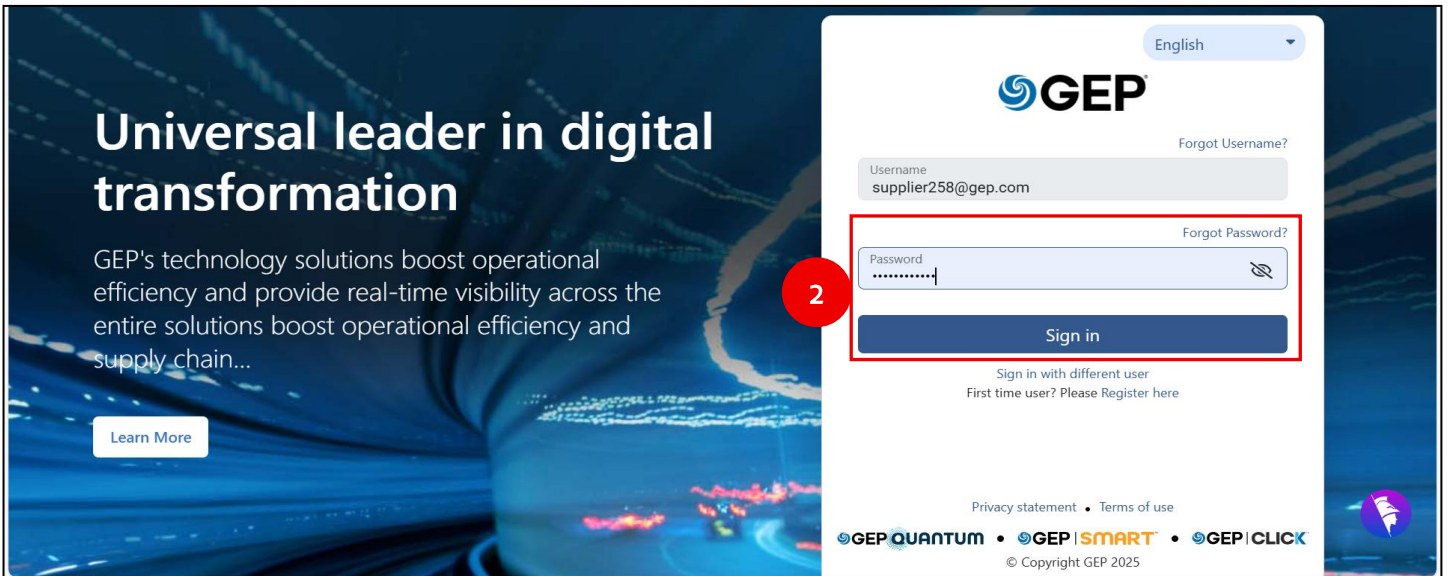 Universal leader in digital
transformation
GEP's technology solutions boost operational
efficiency and provide real-time visibility across the
entire solutions boost operational efficiency and
supply chain...
Learn More
English
GEP
Forgot Username?
Username
supplier258@gep.com
Forgot Password?
Password
•••••••••••
2
Sign in
Sign in with different user
First time user? Please Register here
Privacy statement • Terms of use
GEP QUANTUM • GEP | SMART™ • GEP | CLICK
© Copyright GEP 2025